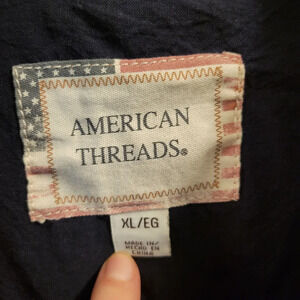 AMERICAN
THREADS®
XL/EG
MADE IN/
HECHO EN
CHINA